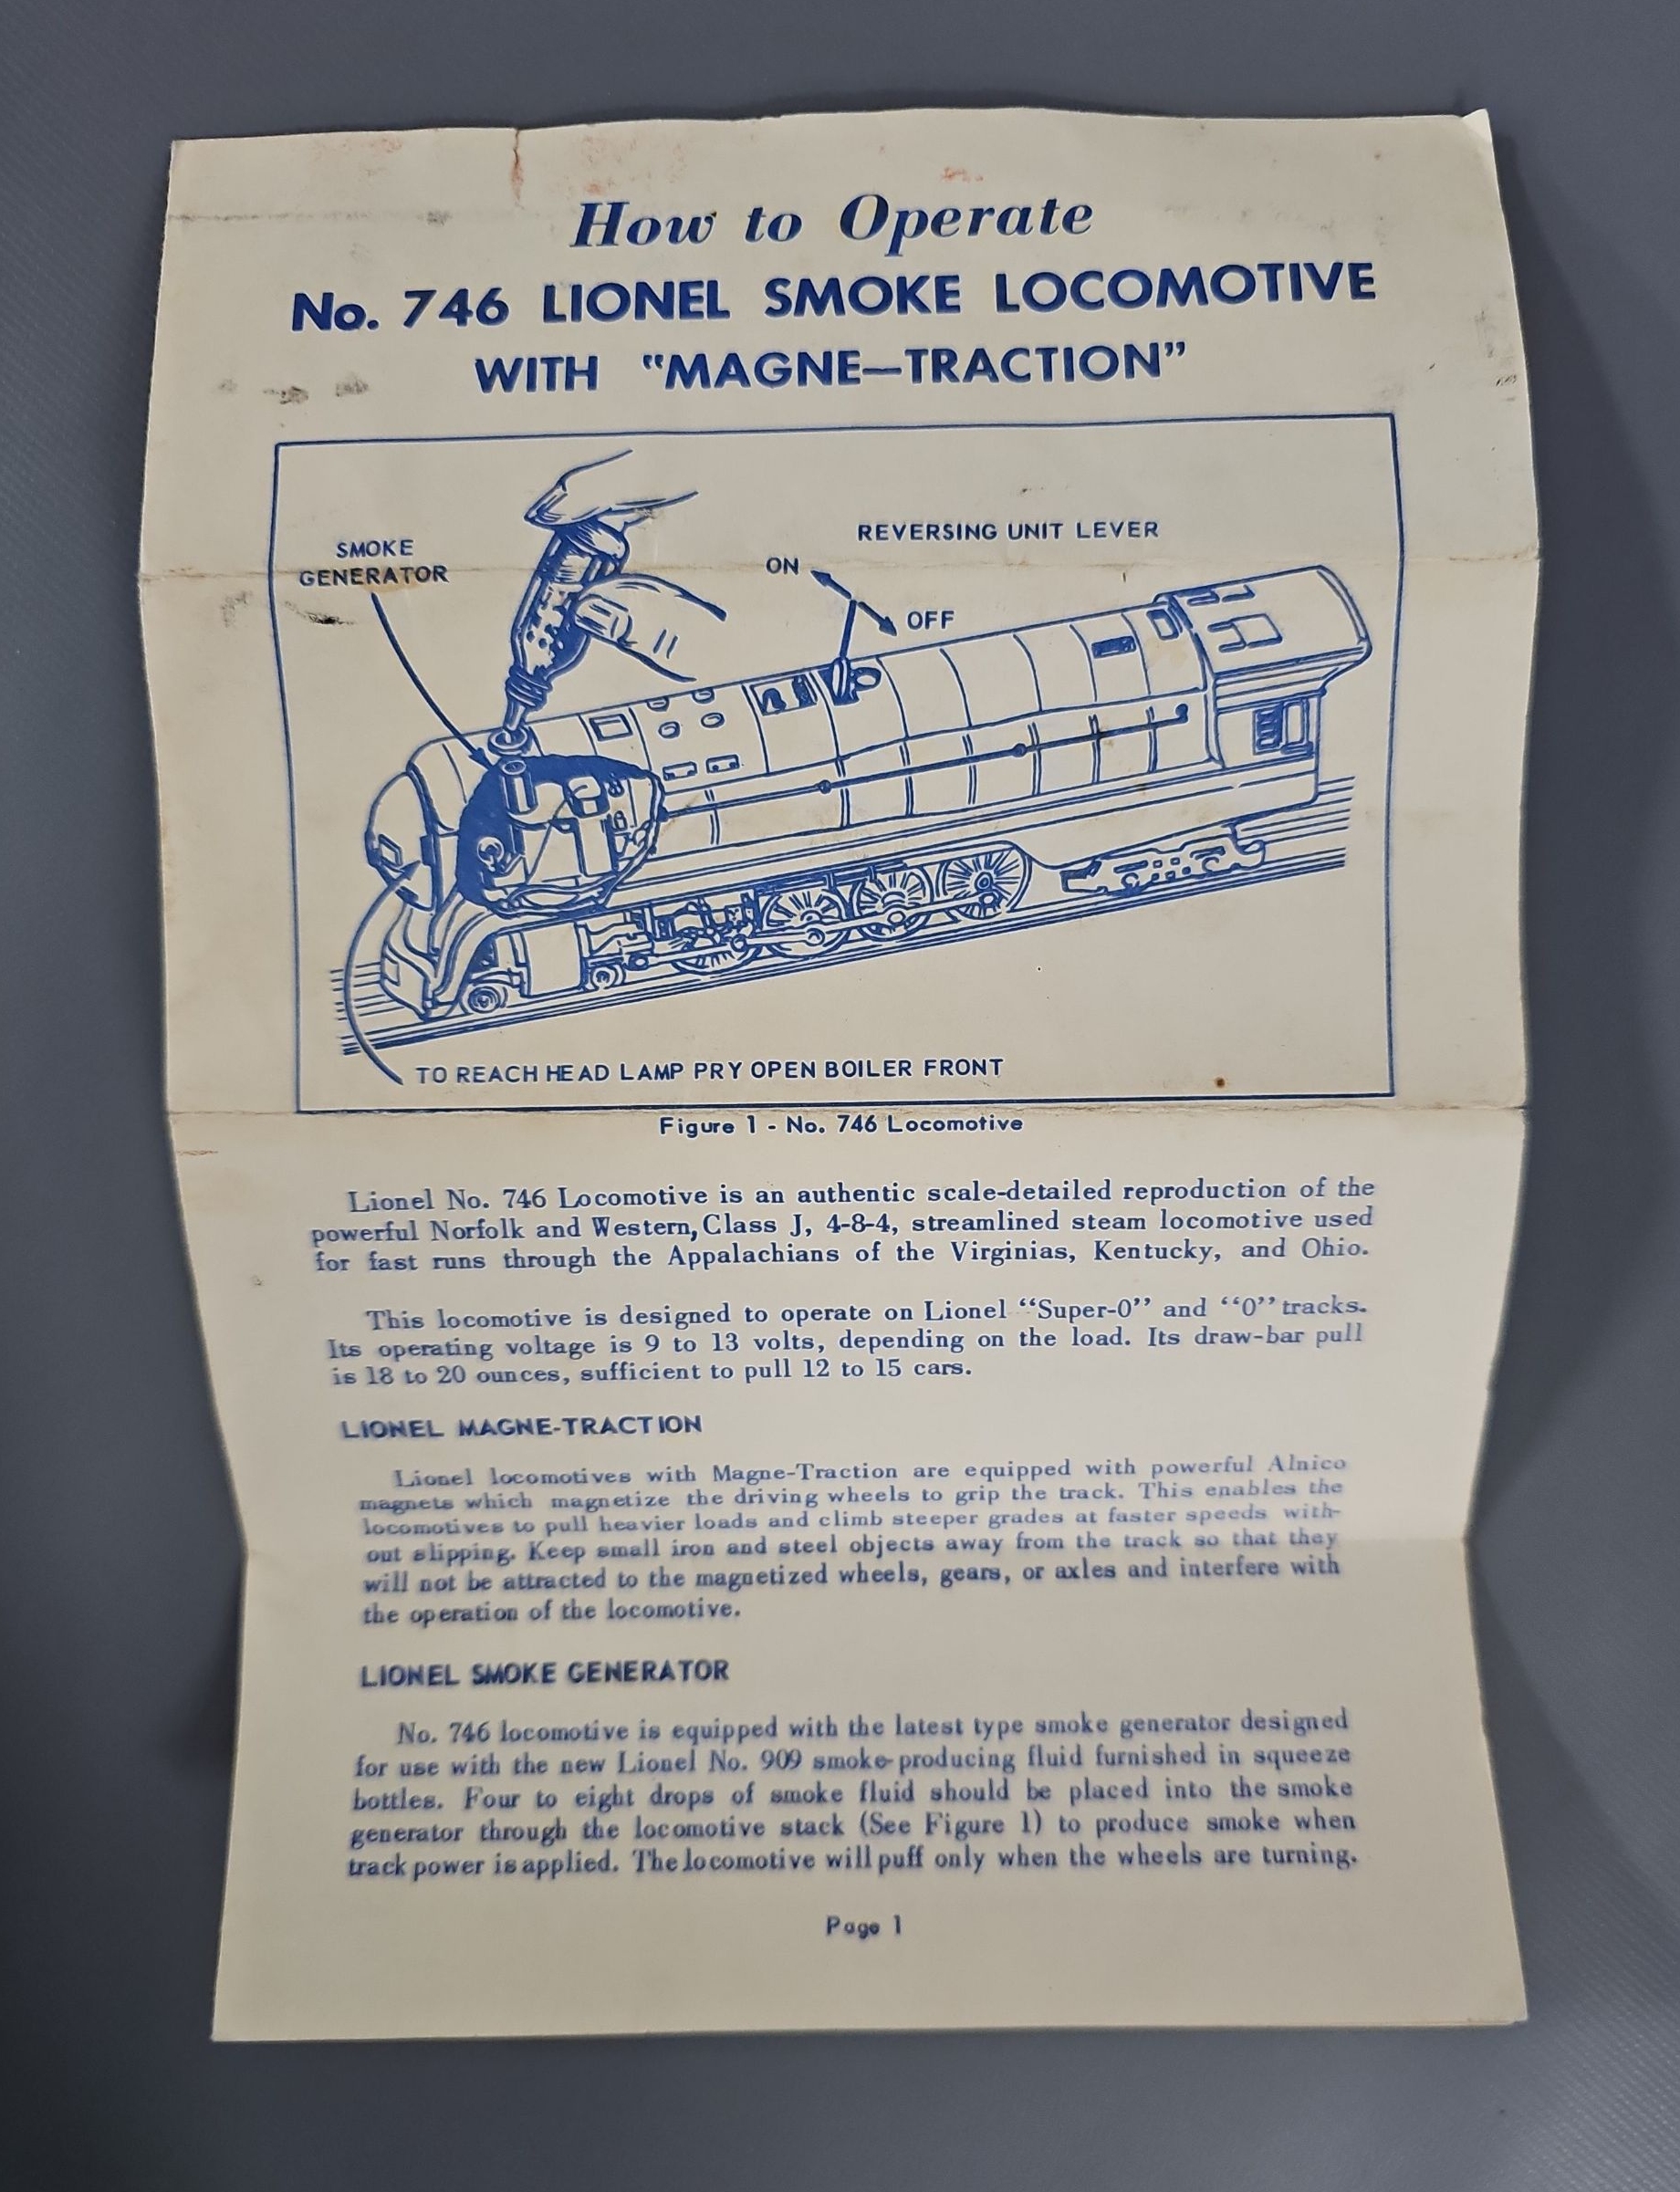 How to Operate
No. 746 LIONEL SMOKE LOCOMOTIVE
WITH "MAGNE—TRACTION"
SMOKE
GENERATOR
REVERSING UNIT LEVER
ON
OFF
TO REACH HEAD LAMP PRY OPEN BOILER FRONT
Figure 1 - No. 746 Locomotive
Lionel No. 746 Locomotive is an authentic scale-detailed reproduction of the
powerful Norfolk and Western, Class J, 4-8-4, streamlined steam locomotive used
for fast runs through the Appalachians of the Virginias, Kentucky, and Ohio.
This locomotive is designed to operate on Lionel "Super-0" and "0" tracks.
Its operating voltage is 9 to 13 volts, depending on the load. Its draw-bar pull
is 18 to 20 ounces, sufficient to pull 12 to 15 cars.
LIONEL MAGNE-TRACTION
Lionel locomotives with Magne-Traction are equipped with powerful Alnico
magnets which magnetize the driving wheels to grip the track. This enables the
locomotives to pull heavier loads and climb steeper grades at faster speeds with-
out slipping. Keep small iron and steel objects away from the track so that they
will not be attracted to the magnetized wheels, gears, or axles and interfere with
the operation of the locomotive.
LIONEL SMOKE GENERATOR
No. 746 locomotive is equipped with the latest type smoke generator designed
for use with the new Lionel No. 909 smoke-producing fluid furnished in squeeze
bottles. Four to eight drops of smoke fluid should be placed into the smoke
generator through the locomotive stack (See Figure 1) to produce smoke when
track power is applied. The locomotive will puff only when the wheels are turning.
Page 1